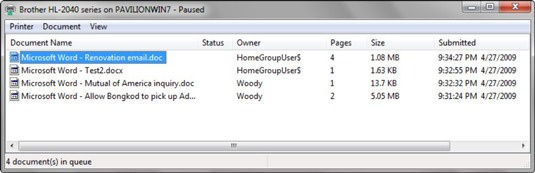 Brother HL-2040 series on PAVILIONWIN7 - Paused
Printer Document View
Document Name Status Owner Pages Size Submitted
Microsoft Word - Renovation email.doc HomeGroupUser$ 4 1.08 MB 9:34:27 PM 4/27/2009
Microsoft Word - Test2.docx HomeGroupUser$ 1 1.63 KB 9:32:55 PM 4/27/2009
Microsoft Word - Mutual of America inquiry.doc Woody 1 13.7 KB 9:32:32 PM 4/27/2009
Microsoft Word - Allow Bongkod to pick up Ad... Woody 2 5.05 MB 9:31:24 PM 4/27/2009
4 document(s) in queue